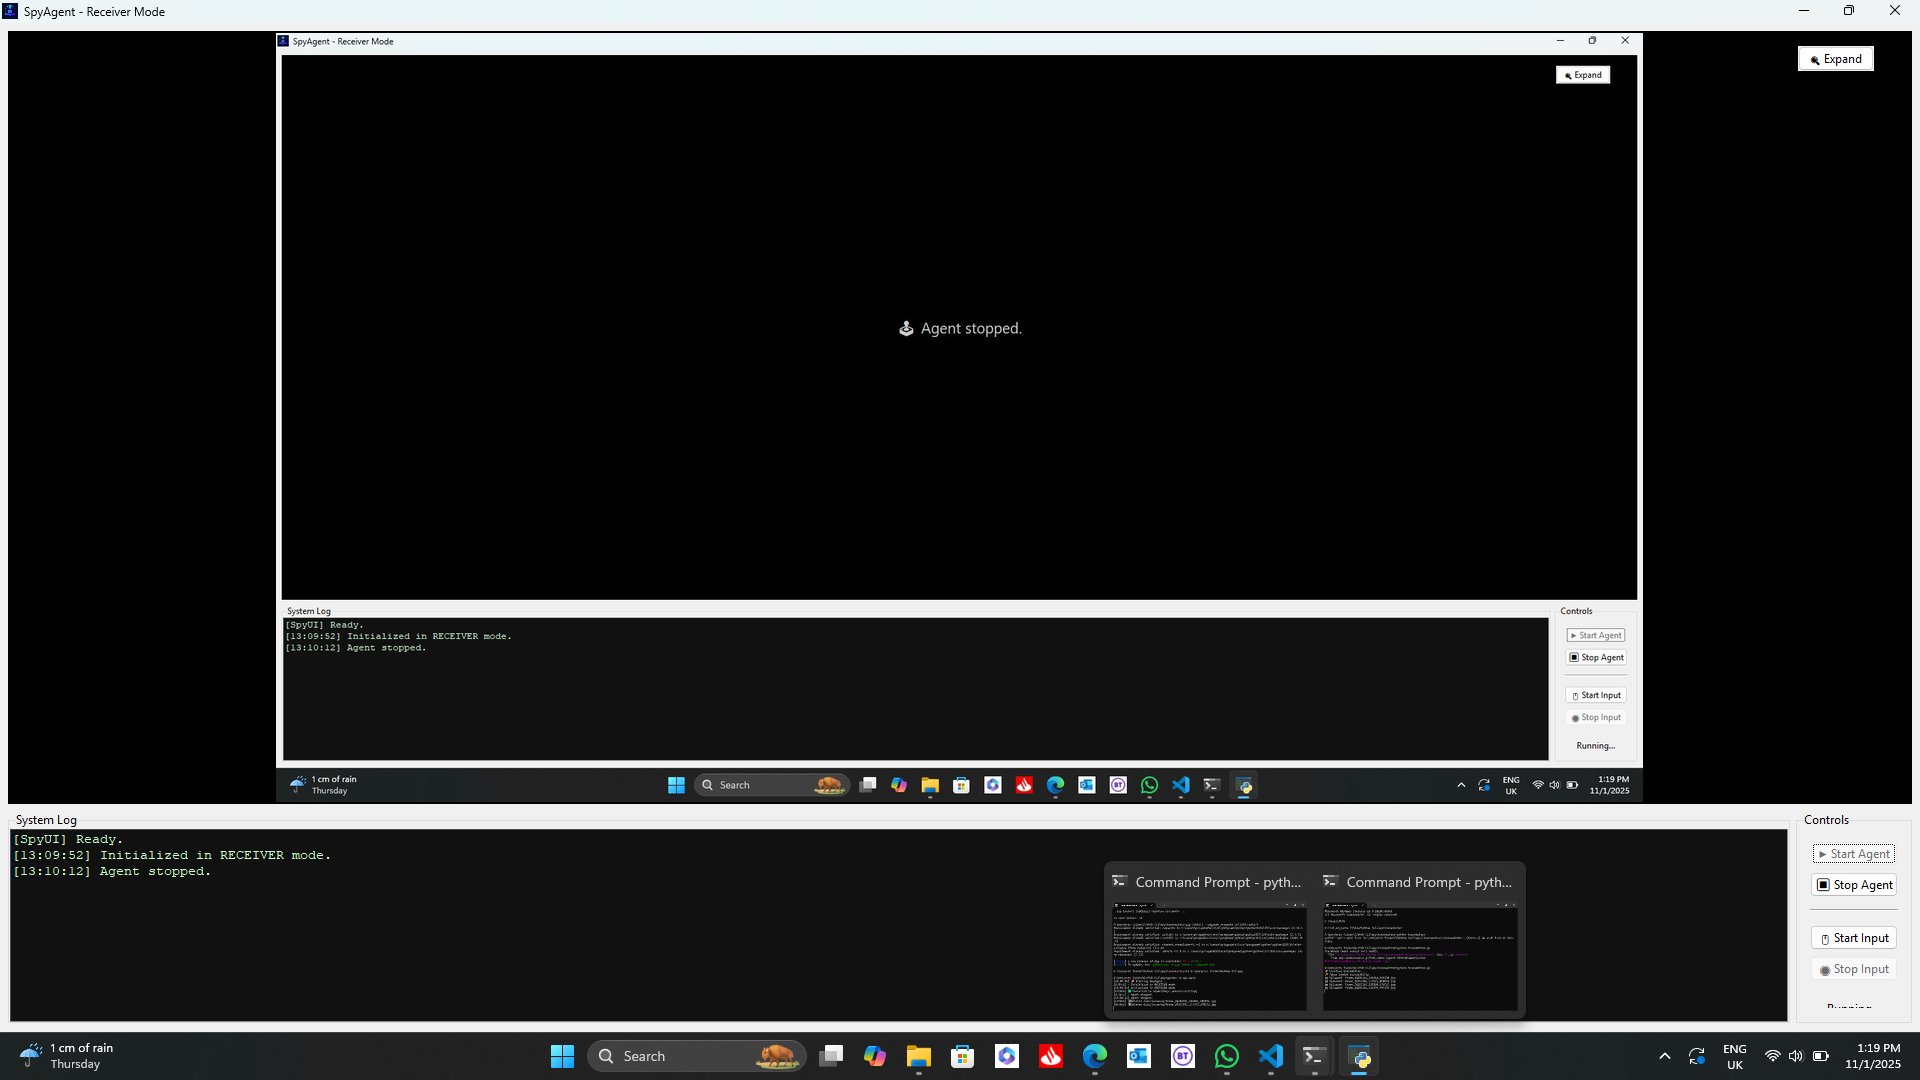 SpyAgent - Receiver Mode
SpyAgent - Receiver Mode
Expand
Expand
Agent stopped.
System Log
Controls
[SpyUI] Ready.
[13:09:52] Initialized in RECEIVER mode.
[13:10:12] Agent stopped.
Start Agent
Stop Agent
Start Input
Stop Input
Running...
1 cm of rain
Thursday
Search
ENG
UK
1:19 PM
11/1/2025
System Log
Controls
[SpyUI] Ready.
[13:09:52] Initialized in RECEIVER mode.
[13:10:12] Agent stopped.
Command Prompt - pyth...
Command Prompt - pyth...
Start Agent
Stop Agent
Start Input
Stop Input
1 cm of rain
Thursday
Search
BT
ENG
UK
1:19 PM
11/1/2025